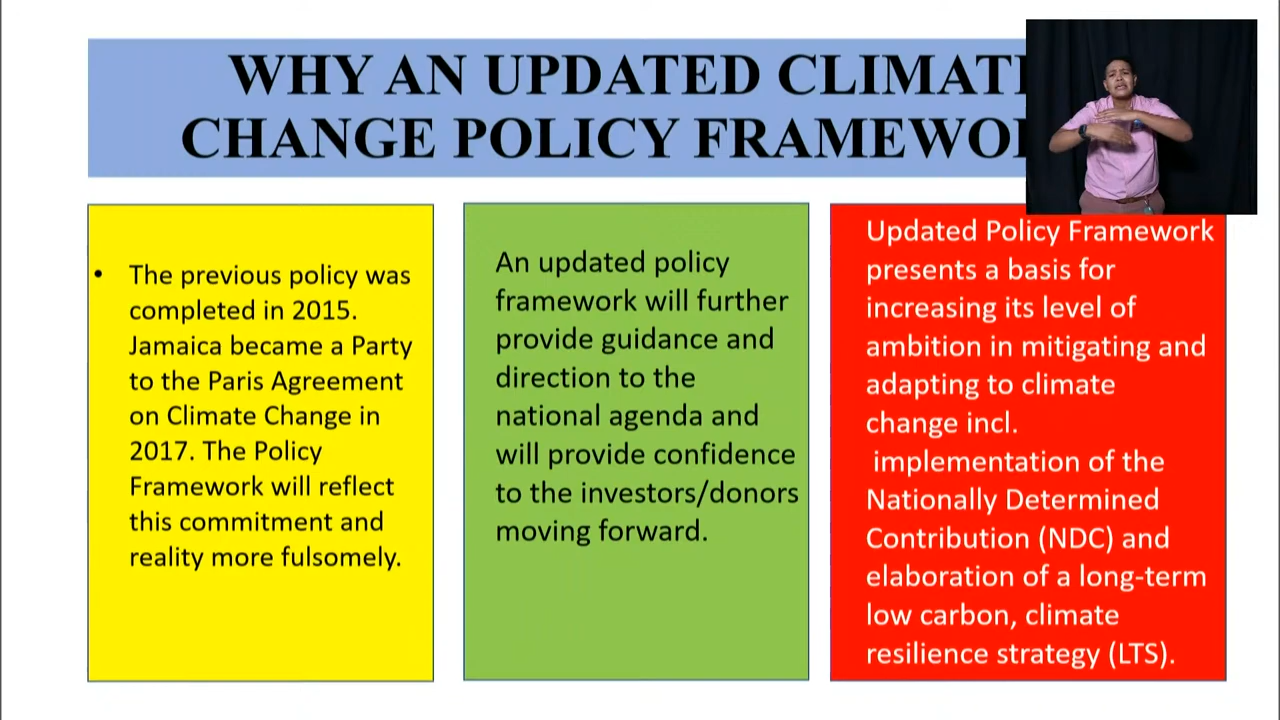 WHY AN UPDATED CLIMATE
CHANGE POLICY
• The previous policy was
completed in 2015.
Jamaica became a Party
to the Paris Agreement
on Climate Change in
2017. The Policy
Framework will reflect
this commitment and
reality more fulsomely.
An updated policy
framework will further
provide guidance and
direction to the
national agenda and
will provide confidence
to the investors/donors
moving forward.
Updated Policy Framework
presents a basis for
increasing its level of
ambition in mitigating and
adapting to climate
change incl.
implementation of the
Nationally Determined
Contribution (NDC) and
elaboration of a long-term
low carbon, climate
resilience strategy (LTS).